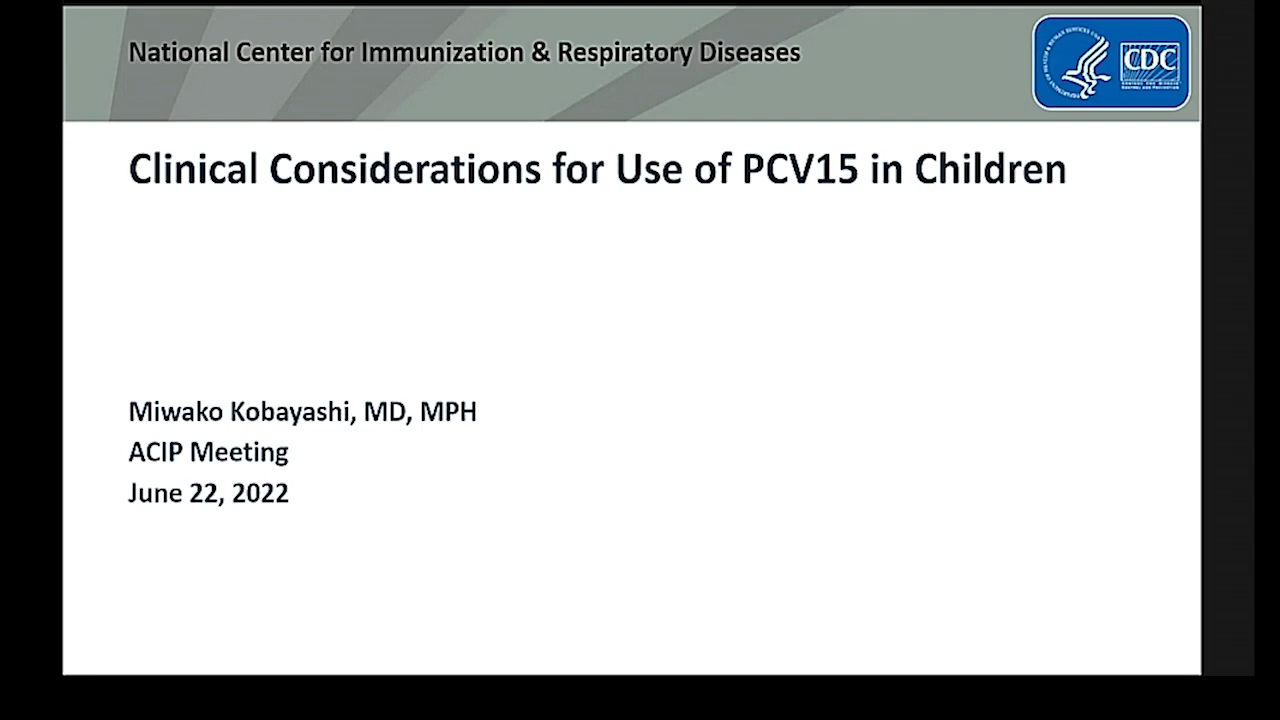 National Center for Immunization & Respiratory Diseases
CDC
Clinical Considerations for Use of PCV15 in Children
Miwako Kobayashi, MD, MPH
ACIP Meeting
June 22, 2022